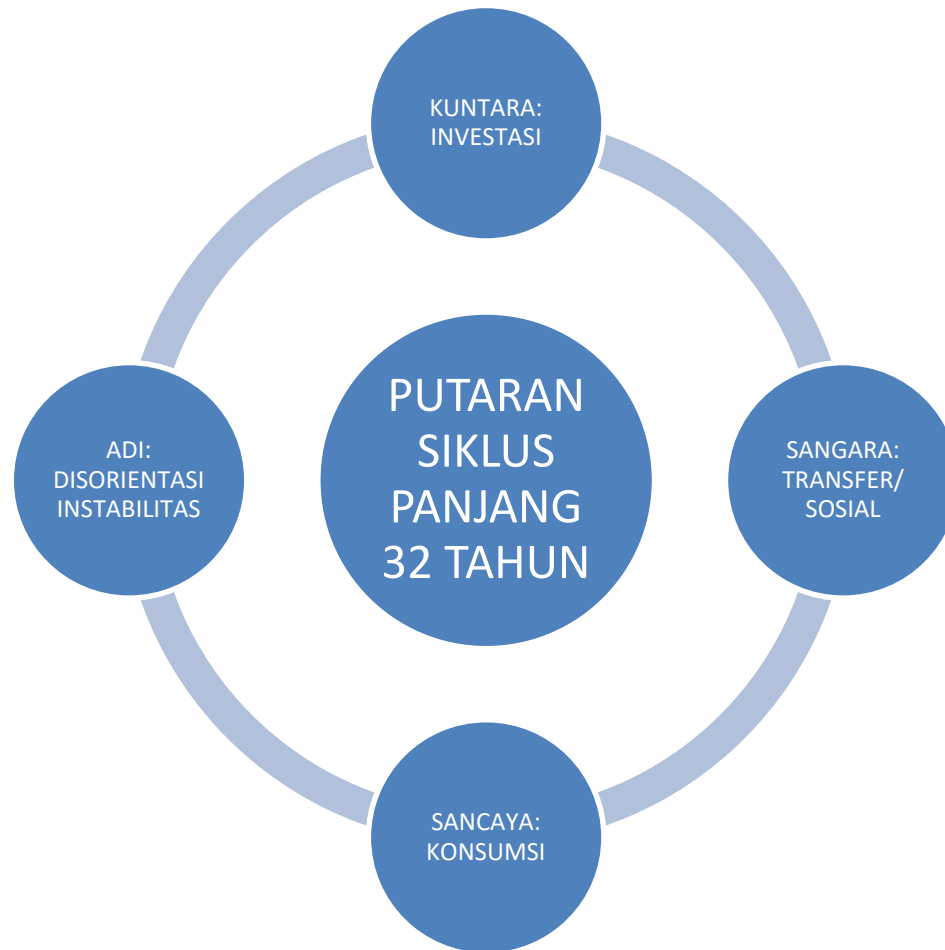 KUNTARA:
INVESTASI
PUTARAN
SIKLUS
PANJANG
32 TAHUN
ADI:
DISORIENTASI
INSTABILITAS
SANGARA:
TRANSFER/
SOSIAL
SANCAYA:
KONSUMSI